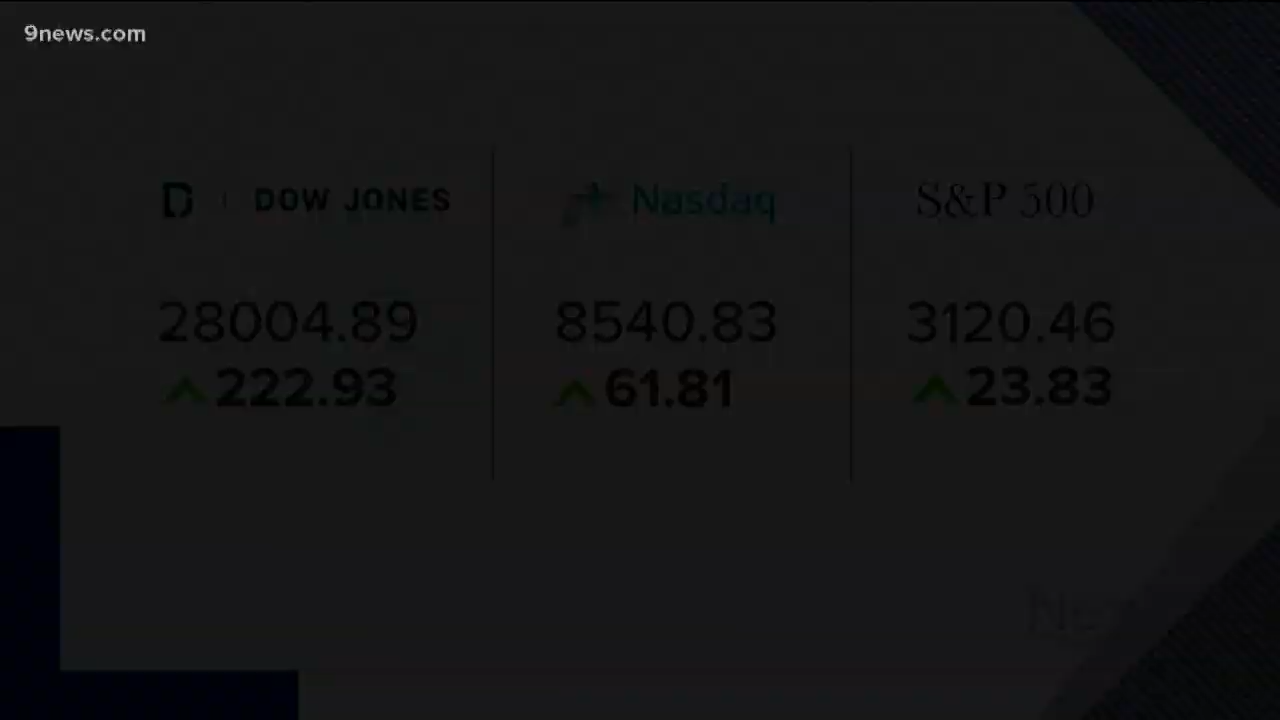 9news.com
D | DOW JONES
Nasdaq
S&P 500
28004.89
8540.83
3120.46
222.93
61.81
23.83